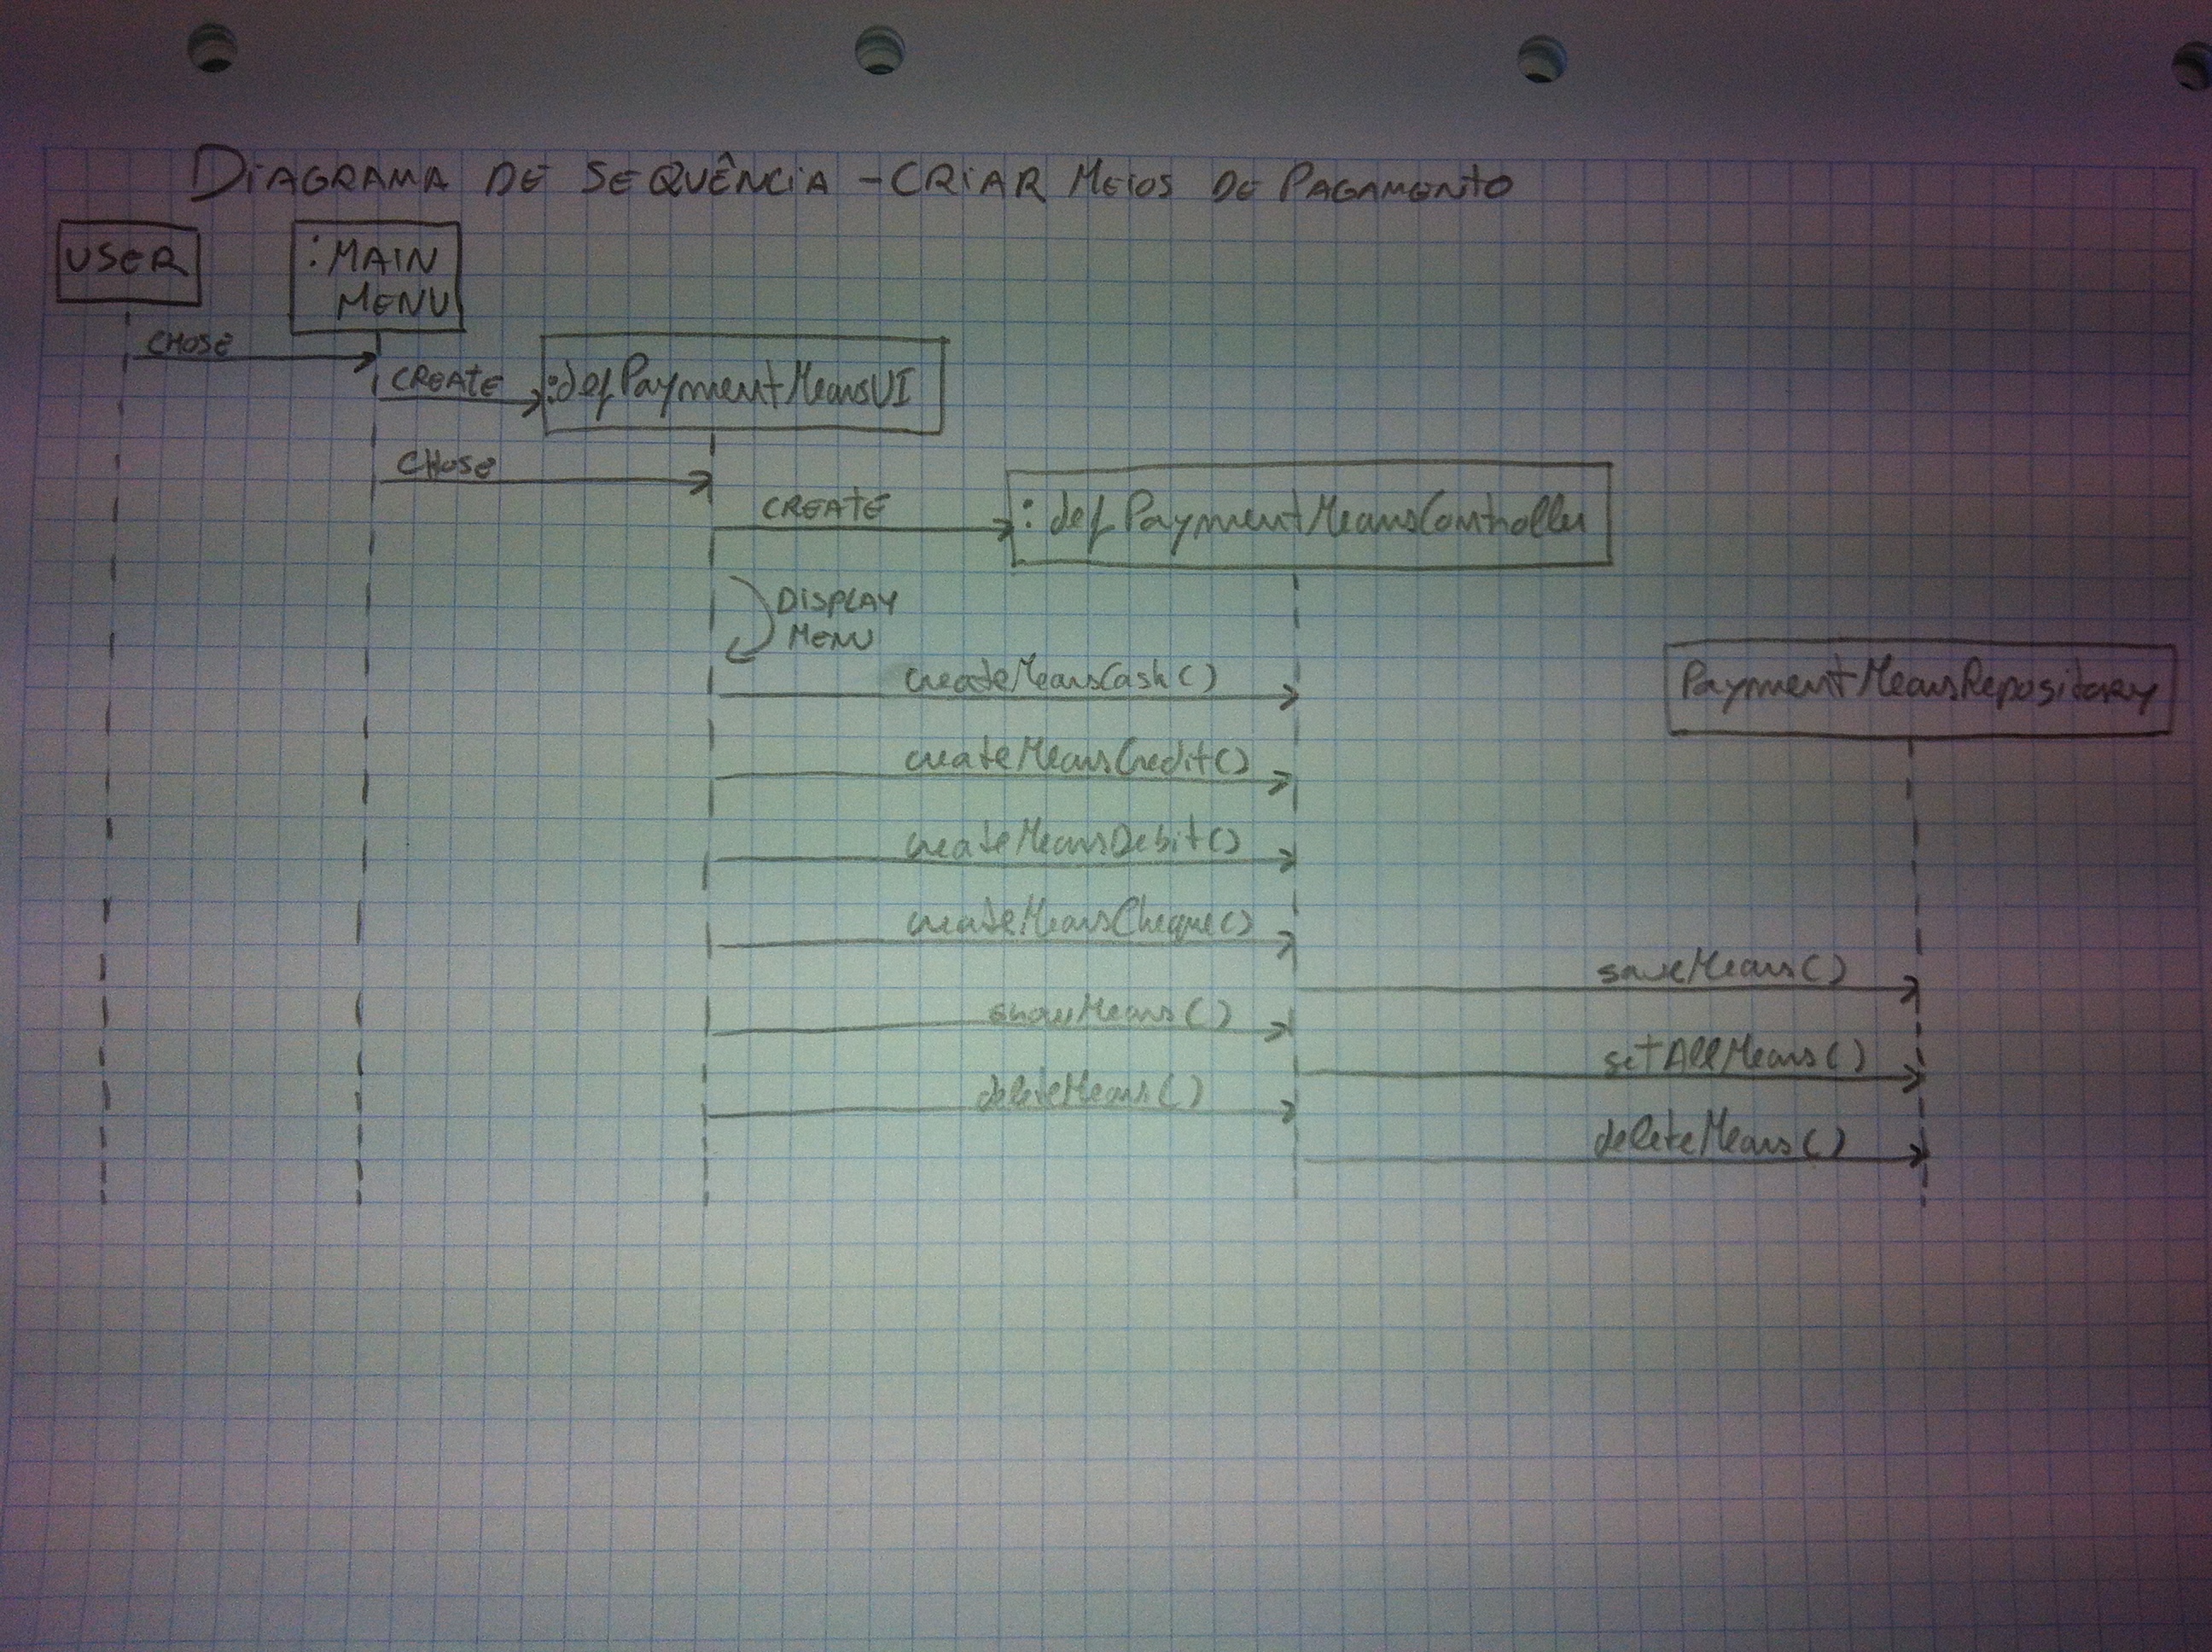 DIAGRAMA DE SEQUÊNCIA - CRIAR MEIOS DE PAGAMENTO
USER
:MAIN
MENU
CHOSE
CREATE
:defPaymentMeansUI
CHOSE
CREATE
:defPaymentMeansController
DISPLAY
MENU
createMeansCash()
PaymentMeansRepository
createMeansCredit()
createMeansDebit()
createMeansCheque()
saveMeans()
showMeans()
getAllMeans()
deleteMeans()
deleteMeans()